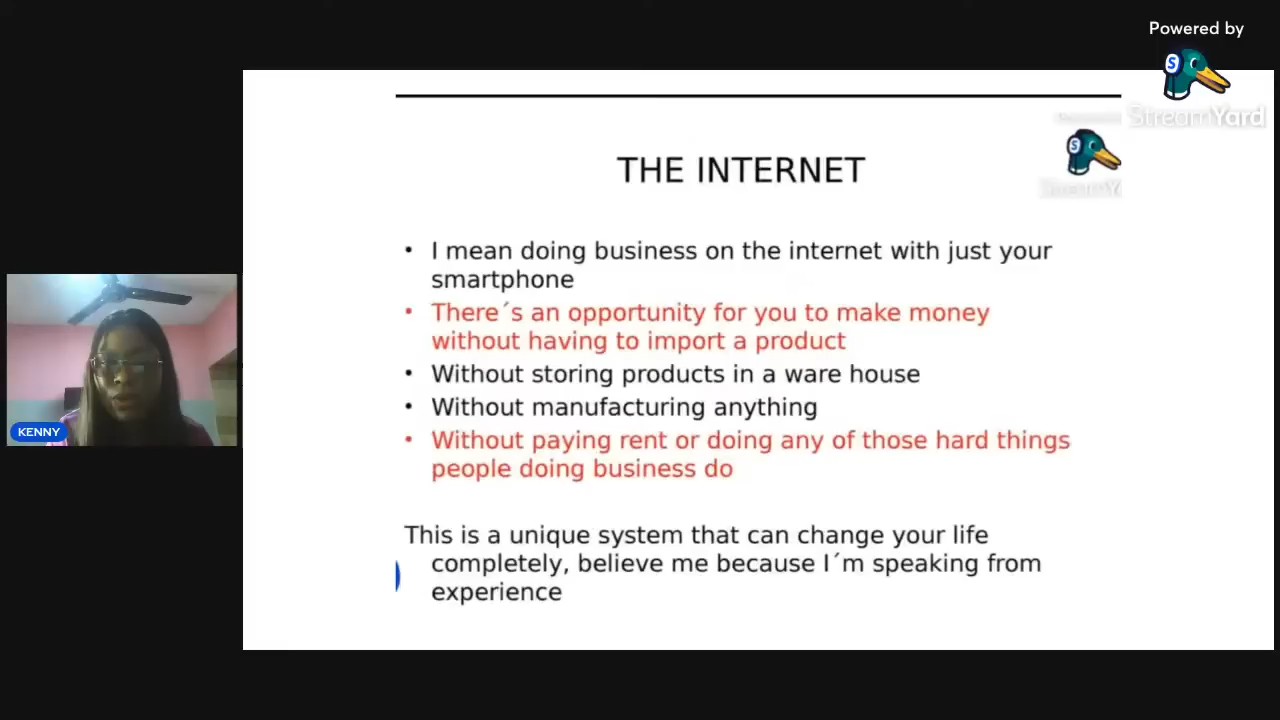 Powered by
StreamYard
THE INTERNET
• I mean doing business on the internet with just your
smartphone
• There´s an opportunity for you to make money
without having to import a product
• Without storing products in a ware house
• Without manufacturing anything
• Without paying rent or doing any of those hard things
people doing business do
This is a unique system that can change your life
completely, believe me because I´m speaking from
experience
KENNY